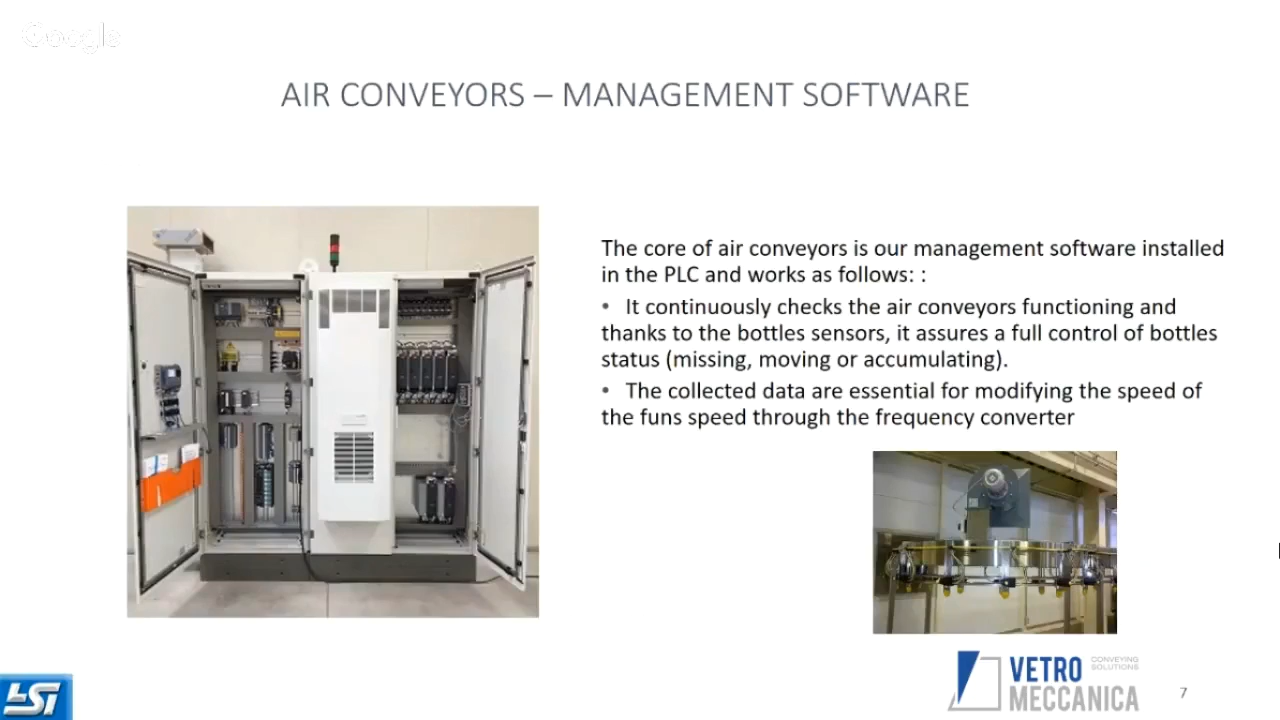 Google
AIR CONVEYORS – MANAGEMENT SOFTWARE
The core of air conveyors is our management software installed
in the PLC and works as follows: :
• It continuously checks the air conveyors functioning and
thanks to the bottles sensors, it assures a full control of bottles
status (missing, moving or accumulating).
• The collected data are essential for modifying the speed of
the funs speed through the frequency converter
VETRO
MECCANICA
CONVEYING
SOLUTIONS
7